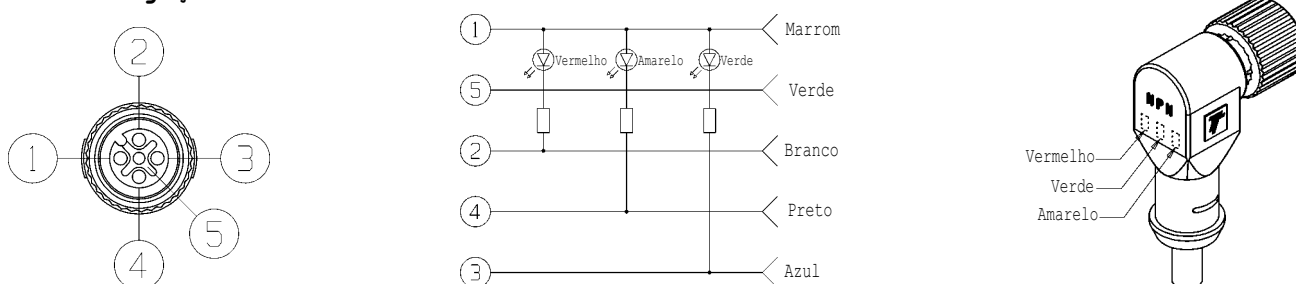 2
1
3
5
4
1
Marrom
Vermelho
Amarelo
Verde
5
Verde
2
Branco
4
Preto
3
Azul
NPN
T
Vermelho
Verde
Amarelo